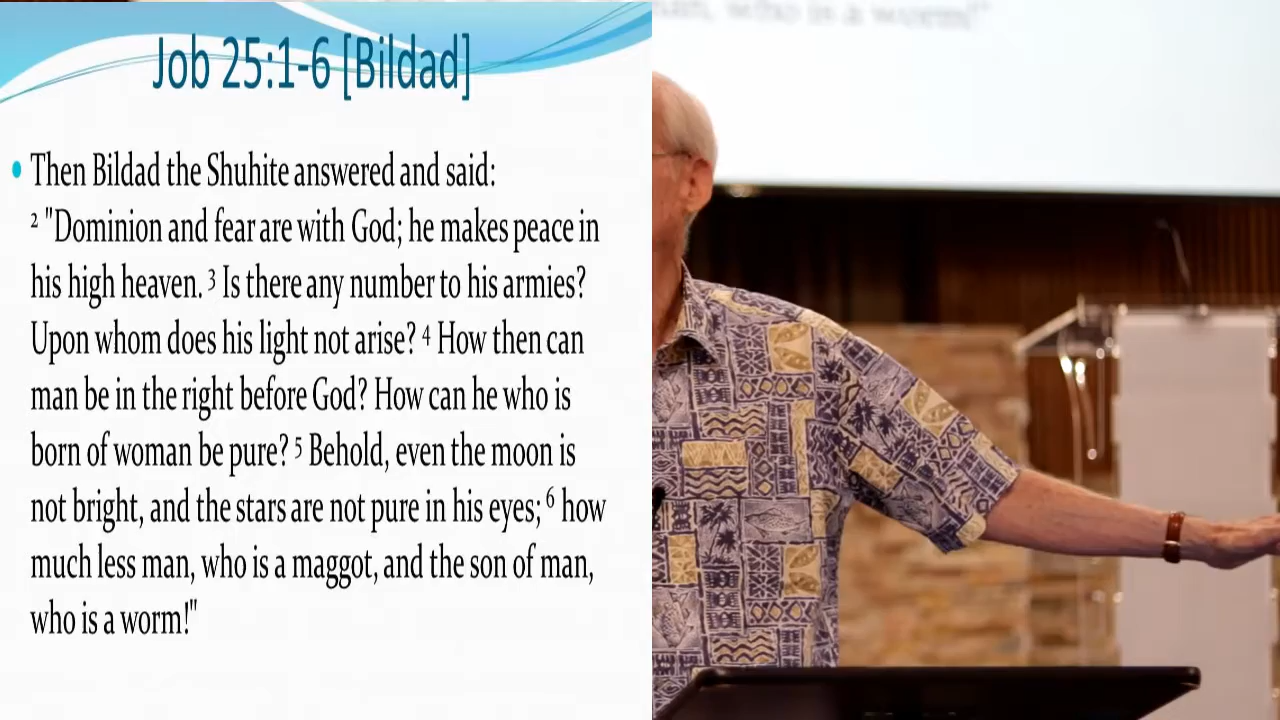 who is a worm!"
Job 25:1-6 [Bildad]
• Then Bildad the Shuhite answered and said:
² "Dominion and fear are with God; he makes peace in
his high heaven. ³ Is there any number to his armies?
Upon whom does his light not arise? ⁴ How then can
man be in the right before God? How can he who is
born of woman be pure? ⁵ Behold, even the moon is
not bright, and the stars are not pure in his eyes; ⁶ how
much less man, who is a maggot, and the son of man,
who is a worm!"